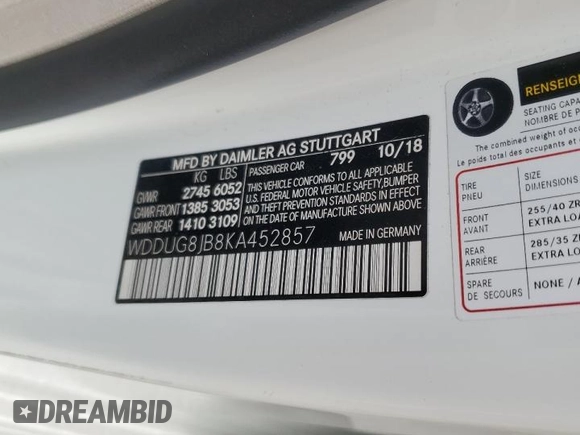 MFD BY DAIMLER AG STUTTGART
KG LBS PASSENGER CAR 799 10/18
GVWR 2745 6052
GAWR FRONT 1385 3053
GAWR REAR 1410 3109
THIS VEHICLE CONFORMS TO ALL APPLICABLE
U.S. FEDERAL MOTOR VEHICLE SAFETY,BUMPER
AND THEFT PREVENTION STANDARDS IN EFFECT
ON THE DATE OF MANUFACTURE SHOWN ABOVE.
WDDUG8JB8KA452857 MADE IN GERMANY
RENSEIGN
SEATING CAPA
NOMBRE DE P
The combined weight of occ
Le poids total des occupants et d
TIRE
PNEU
SIZE
DIMENSIONS
FRONT
AVANT
255/40 ZR
EXTRA LO
REAR
ARRIÈRE
285/35 Z
EXTRA LOA
SPARE
DE SECOURS
NONE / A
DREAMBID